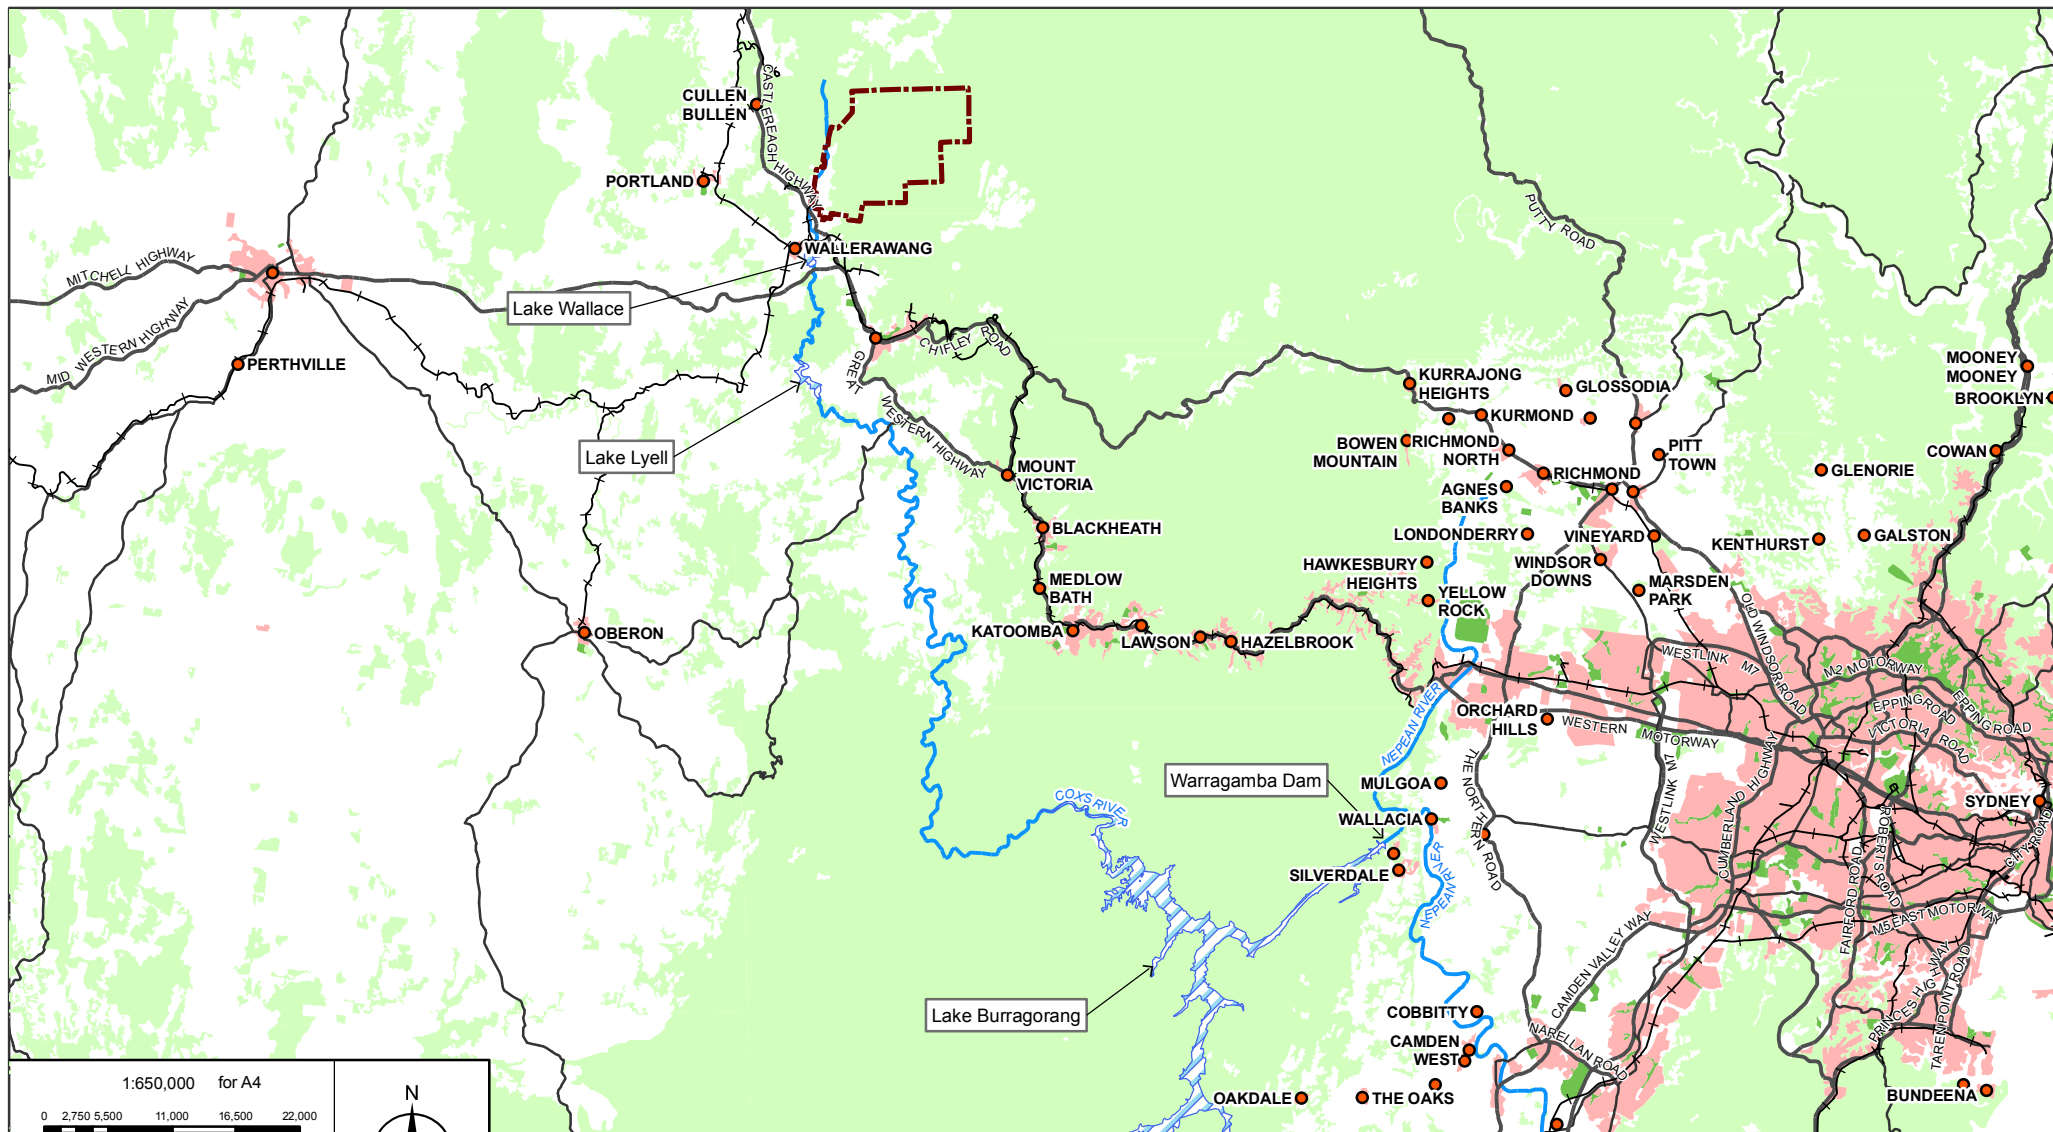 CULLEN
BULLEN
CASTLEREAGH HIGHWAY
PORTLAND
PUTTY ROAD
WALLERAWANG
MITCHELL HIGHWAY
Lake Wallace
MID WESTERN HIGHWAY
CHIFLEY ROAD
PERTHVILLE
GREAT
WESTERN HIGHWAY
MOONEY
MOONEY
BROOKLYN
KURRAJONG
HEIGHTS
GLOSSODIA
KURMOND
BOWEN
MOUNTAIN
RICHMOND
NORTH
PITT
TOWN
COWAN
Lake Lyell
MOUNT
VICTORIA
RICHMOND
GLENORIE
AGNES
BANKS
BLACKHEATH
LONDONDERRY
VINEYARD
KENTHURST
GALSTON
HAWKESBURY
HEIGHTS
WINDSOR
DOWNS
MEDLOW
BATH
YELLOW
ROCK
MARSDEN
PARK
OLD WINDSOR ROAD
OBERON
KATOOMBA
LAWSON
HAZELBROOK
WESTLINK M7
M2 MOTORWAY
EPPING ROAD
EPPING ROAD
VICTORIA ROAD
NEPEAN RIVER
ORCHARD
HILLS
WESTERN MOTORWAY
THE NORTHERN ROAD
WESTLINK M7
CUMBERLAND HIGHWAY
Warragamba Dam
MULGOA
COXS RIVER
WALLACIA
SYDNEY
ROBERTS ROAD
CITY ROAD
NEPEAN RIVER
SILVERDALE
FAIRFORD ROAD
M5 EAST MOTORWAY
CAMDEN VALLEY WAY
PRINCES HIGHWAY
TAREN POINT ROAD
Lake Burragorang
COBBITTY
NARELLAN ROAD
CAMDEN
WEST
OAKDALE
THE OAKS
BUNDEENA
1:650,000 for A4
N
0 2,750 5,500 11,000 16,500 22,000